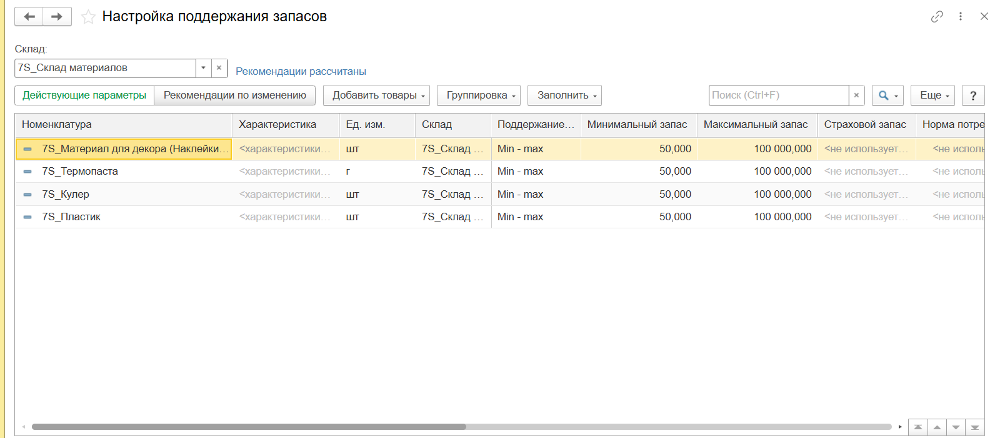 Настройка поддержания запасов
Склад:
7S_Склад материалов
Рекомендации рассчитаны
Действующие параметры Рекомендации по изменению Добавить товары Группировка Заполнить Поиск (Ctrl+F) × Еще ?
Номенклатура Характеристика Ед. изм. Склад Поддержание... Минимальный запас Максимальный запас Страховой запас Норма потре
7S_Материал для декора (Наклейки... <характеристики... шт 7S_Склад ... Min - max 50,000 100 000,000 <не использует... <не исполь
7S_Термопаста <характеристики... г 7S_Склад ... Min - max 50,000 100 000,000 <не использует... <не исполь
7S_Кулер <характеристики... шт 7S_Склад ... Min - max 50,000 100 000,000 <не использует... <не исполь
7S_Пластик <характеристики... шт 7S_Склад ... Min - max 50,000 100 000,000 <не использует... <не исполь